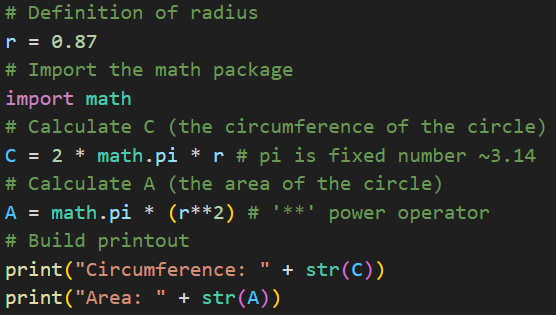 # Definition of radius
r = 0.87
# Import the math package
import math
# Calculate C (the circumference of the circle)
C = 2 * math.pi * r # pi is fixed number ~3.14
# Calculate A (the area of the circle)
A = math.pi * (r**2) # '**' power operator
# Build printout
print("Circumference: " + str(C))
print("Area: " + str(A))